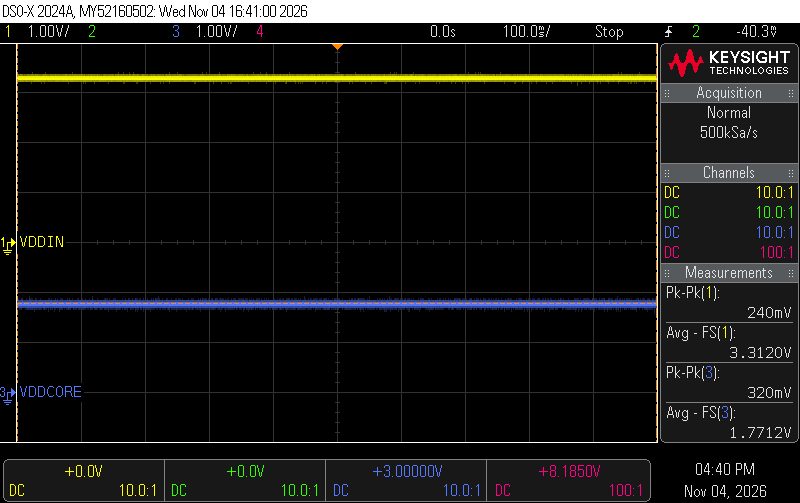 DSO-X 2024A, MY52160502: Wed Nov 04 16:41:00 2026
1 1.00V/ 2 3 1.00V/ 4 0.0s 100.0ms/ Stop 2 -40.3mV
KEYSIGHT
TECHNOLOGIES
Acquisition
Normal
500kSa/s
Channels
DC 10.0:1
DC 10.0:1
DC 10.0:1
DC 100:1
Measurements
Pk-Pk(1):
240mV
Avg - FS(1):
3.3120V
Pk-Pk(3):
320mV
Avg - FS(3):
1.7712V
1 VDDIN
3 VDDCORE
+0.0V +0.0V +3.00000V +8.1850V
DC 10.0:1 DC 10.0:1 DC 10.0:1 DC 100:1
04:40 PM
Nov 04, 2026